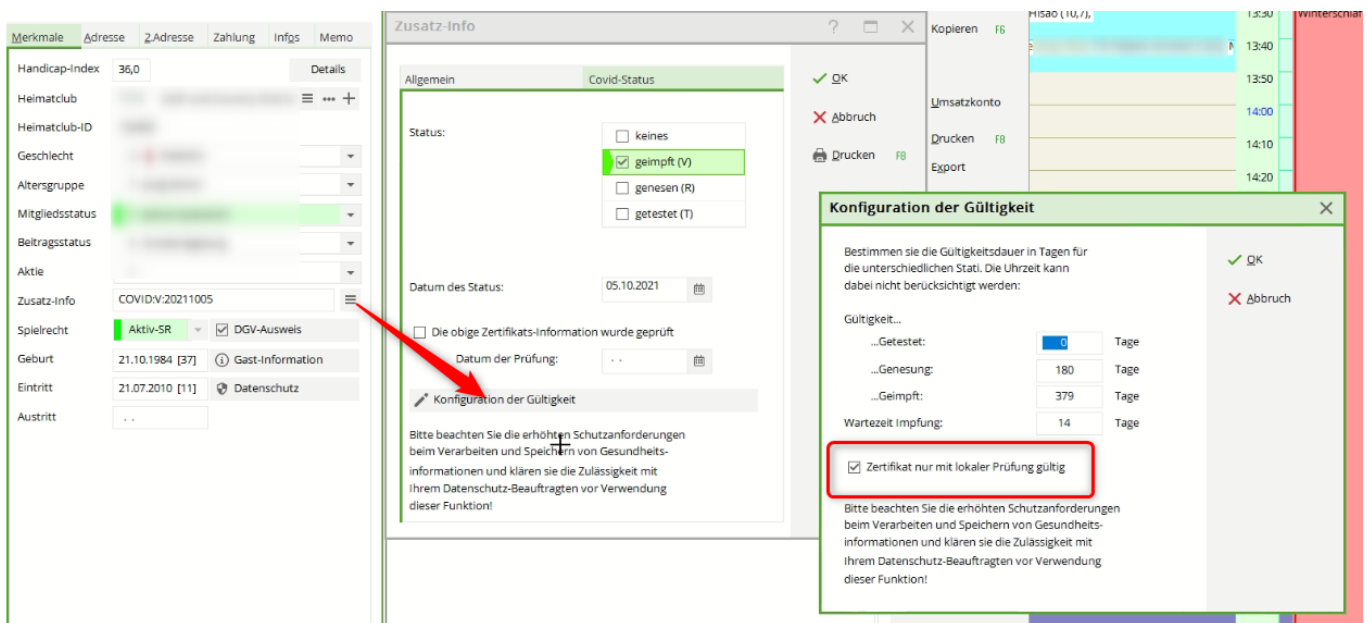 Merkmale Adresse 2.Adresse Zahlung Infos Memo
Handicap-Index 36,0 Details
Heimatclub
Heimatclub-ID
Geschlecht
Altersgruppe
Mitgliedsstatus
Beitragsstatus
Aktie
Zusatz-Info COVID:V:20211005
Spielrecht Aktiv-SR DGV-Ausweis
Geburt 21.10.1984 [37] Gast-Information
Eintritt 21.07.2010 [11] Datenschutz
Austritt . .
Zusatz-Info
Allgemein Covid-Status
Status:
keines
geimpft (V)
genesen (R)
getestet (T)
Datum des Status: 05.10.2021
Die obige Zertifikats-Information wurde geprüft
Datum der Prüfung: . .
Konfiguration der Gültigkeit
Bitte beachten Sie die erhöhten Schutzanforderungen
beim Verarbeiten und Speichern von Gesundheits-
informationen und klären sie die Zulässigkeit mit
Ihrem Datenschutz-Beauftragten vor Verwendung
dieser Funktion!
OK
Abbruch
Drucken F8
Kopieren F6
Umsatzkonto
Drucken F8
Export
Hisao (10,7),
13:30
13:40
13:50
14:00
14:10
14:20
Winterschlaf
Konfiguration der Gültigkeit
Bestimmen sie die Gültigkeitsdauer in Tagen für
die unterschiedlichen Stati. Die Uhrzeit kann
dabei nicht berücksichtigt werden:
Gültigkeit...
...Getestet: 0 Tage
...Genesung: 180 Tage
...Geimpft: 379 Tage
Wartezeit Impfung: 14 Tage
Zertifikat nur mit lokaler Prüfung gültig
Bitte beachten Sie die erhöhten Schutzanforderungen
beim Verarbeiten und Speichern von Gesundheits-
informationen und klären sie die Zulässigkeit mit
Ihrem Datenschutz-Beauftragten vor Verwendung
dieser Funktion!
OK
Abbruch